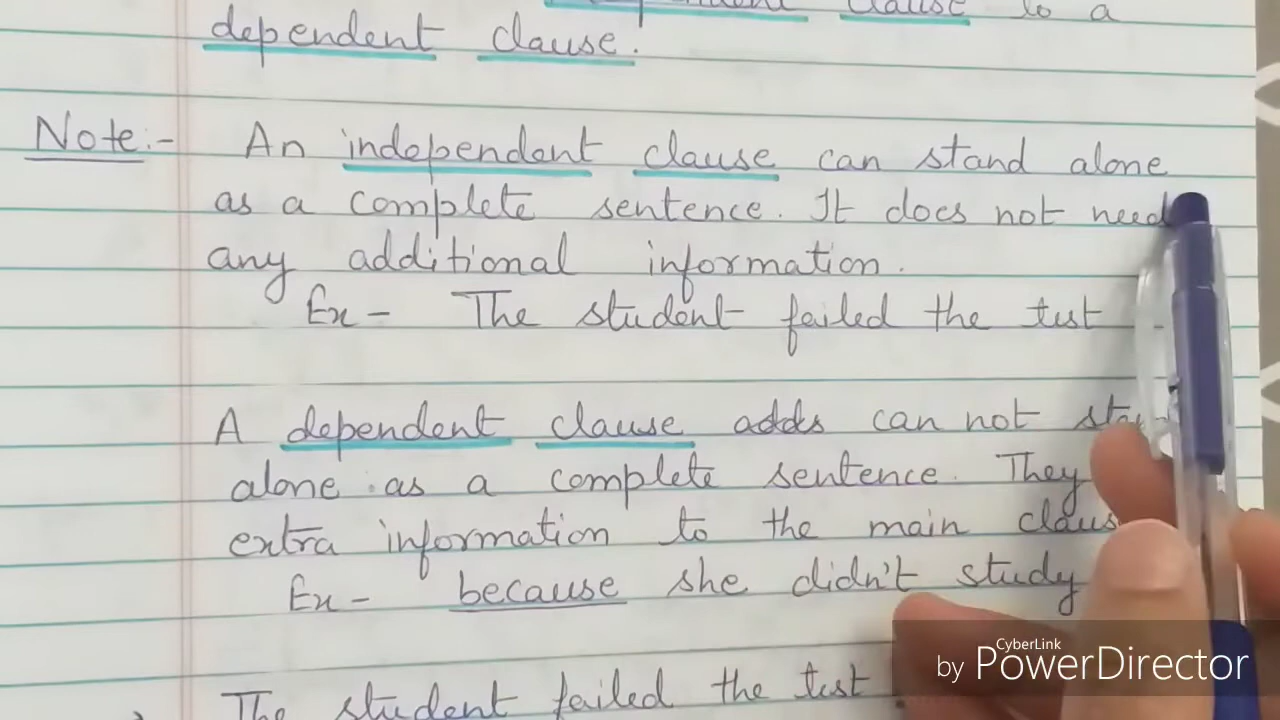 clause to a
dependent clause.
Note:- An independent clause can stand alone
as a complete sentence. It does not need
any additional information.
Ex - The student failed the test
A dependent clause adds can not
alone as a complete sentence. They
extra information to the main
Ex - because she didn't study
The student failed the test
CyberLink
by PowerDirector